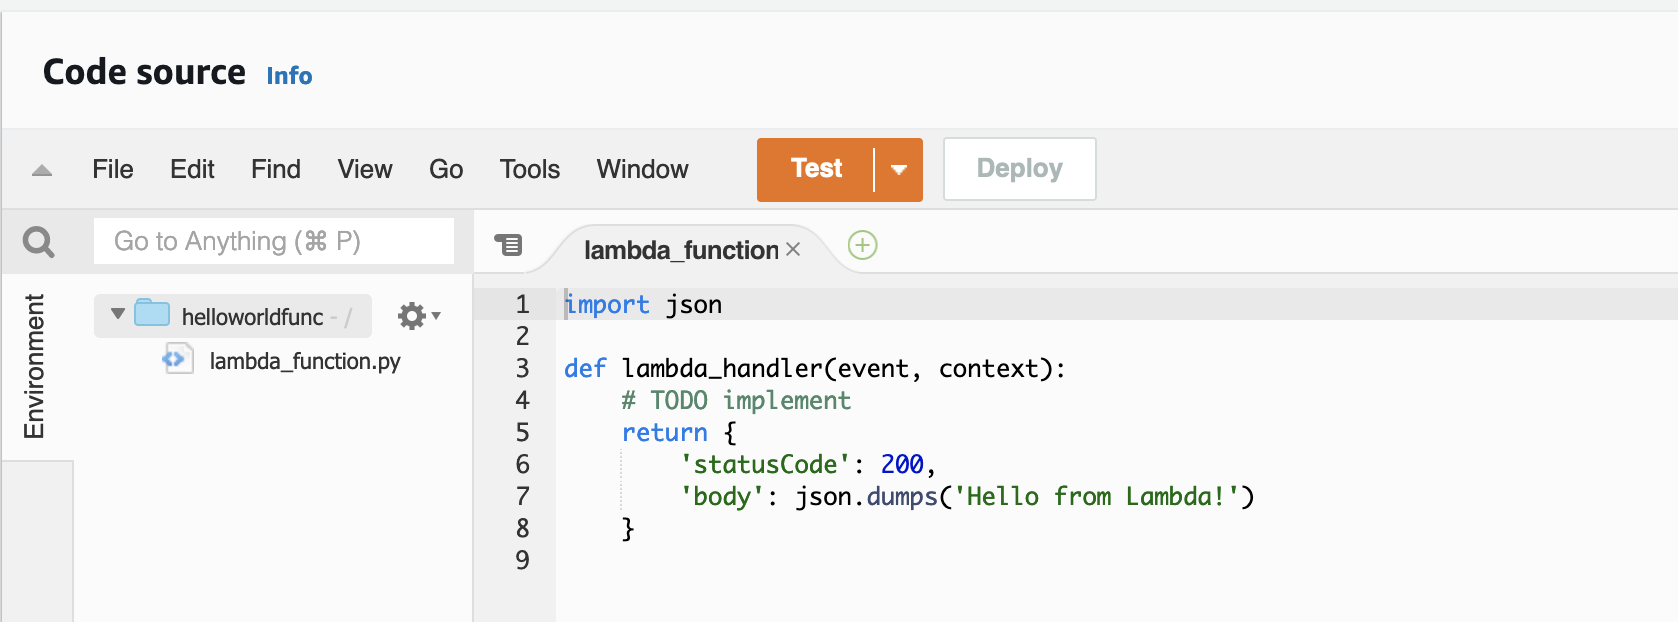 Code source Info
File Edit Find View Go Tools Window Test Deploy
Go to Anything (⌘ P)
lambda_function ×
Environment
helloworldfunc - /
lambda_function.py
1 import json
2
3 def lambda_handler(event, context):
4     # TODO implement
5     return {
6         'statusCode': 200,
7         'body': json.dumps('Hello from Lambda!')
8     }
9